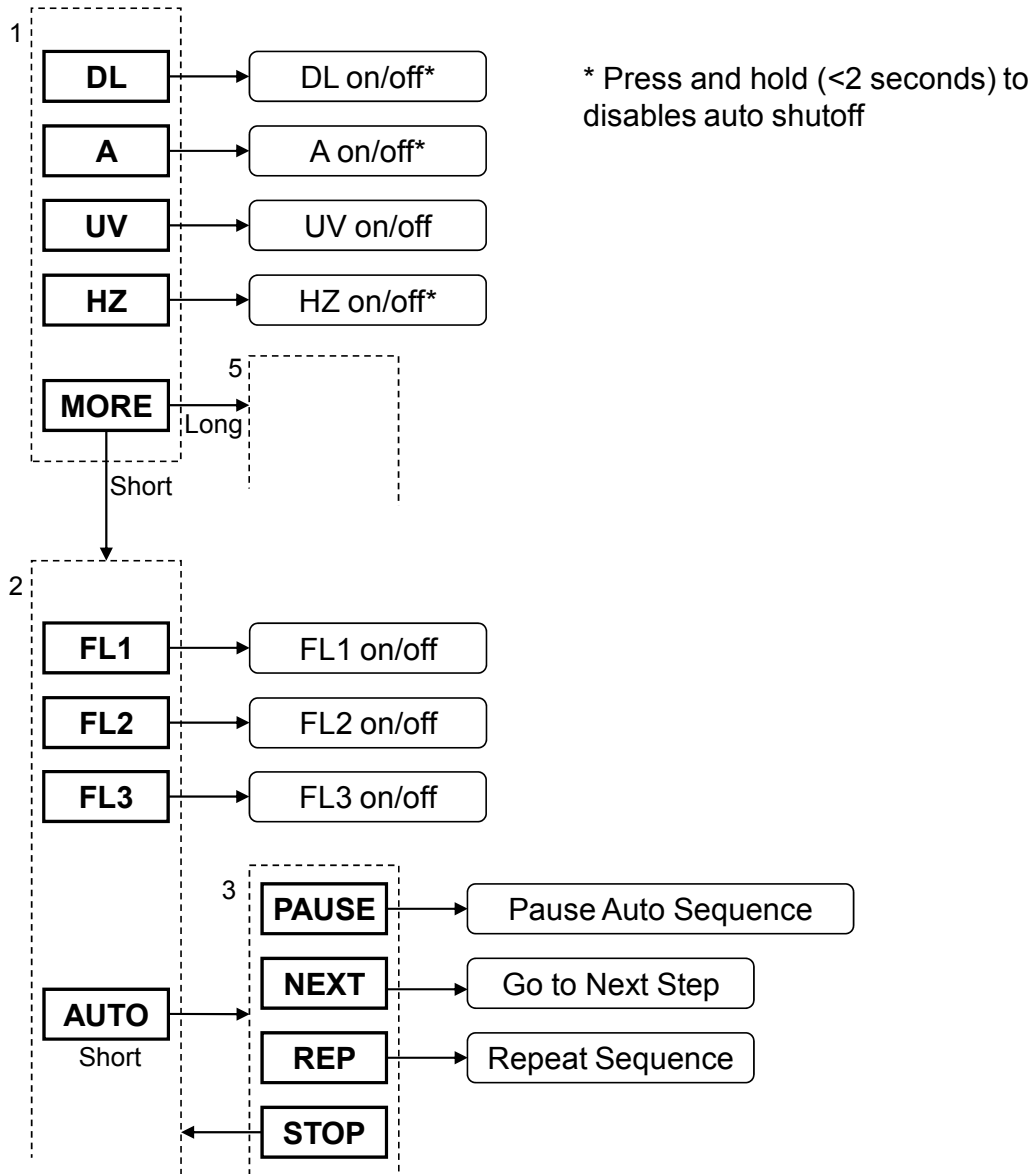 1
DL
DL on/off*
* Press and hold (<2 seconds) to
disables auto shutoff
A
A on/off*
UV
UV on/off
HZ
HZ on/off*
5
MORE
Long
Short
2
FL1
FL1 on/off
FL2
FL2 on/off
FL3
FL3 on/off
3
PAUSE
Pause Auto Sequence
NEXT
Go to Next Step
AUTO
Short
REP
Repeat Sequence
STOP